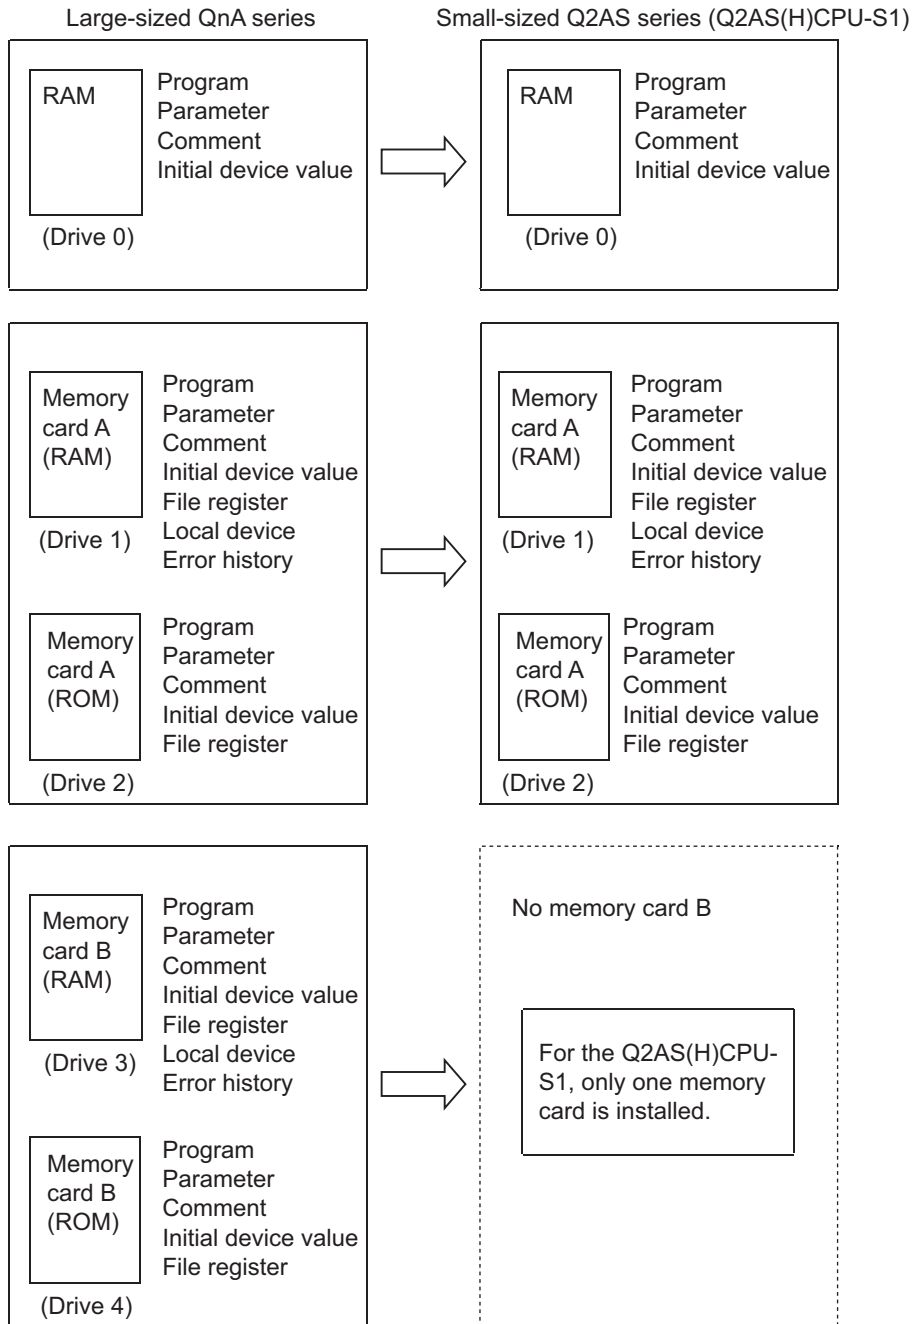 Large-sized QnA series
Small-sized Q2AS series (Q2AS(H)CPU-S1)
RAM
(Drive 0)
Program
Parameter
Comment
Initial device value
RAM
(Drive 0)
Program
Parameter
Comment
Initial device value
Memory
card A
(RAM)
(Drive 1)
Program
Parameter
Comment
Initial device value
File register
Local device
Error history
Memory
card A
(ROM)
(Drive 2)
Program
Parameter
Comment
Initial device value
File register
Memory
card A
(RAM)
(Drive 1)
Program
Parameter
Comment
Initial device value
File register
Local device
Error history
Memory
card A
(ROM)
(Drive 2)
Program
Parameter
Comment
Initial device value
File register
Memory
card B
(RAM)
(Drive 3)
Program
Parameter
Comment
Initial device value
File register
Local device
Error history
Memory
card B
(ROM)
(Drive 4)
Program
Parameter
Comment
Initial device value
File register
No memory card B
For the Q2AS(H)CPU-
S1, only one memory
card is installed.